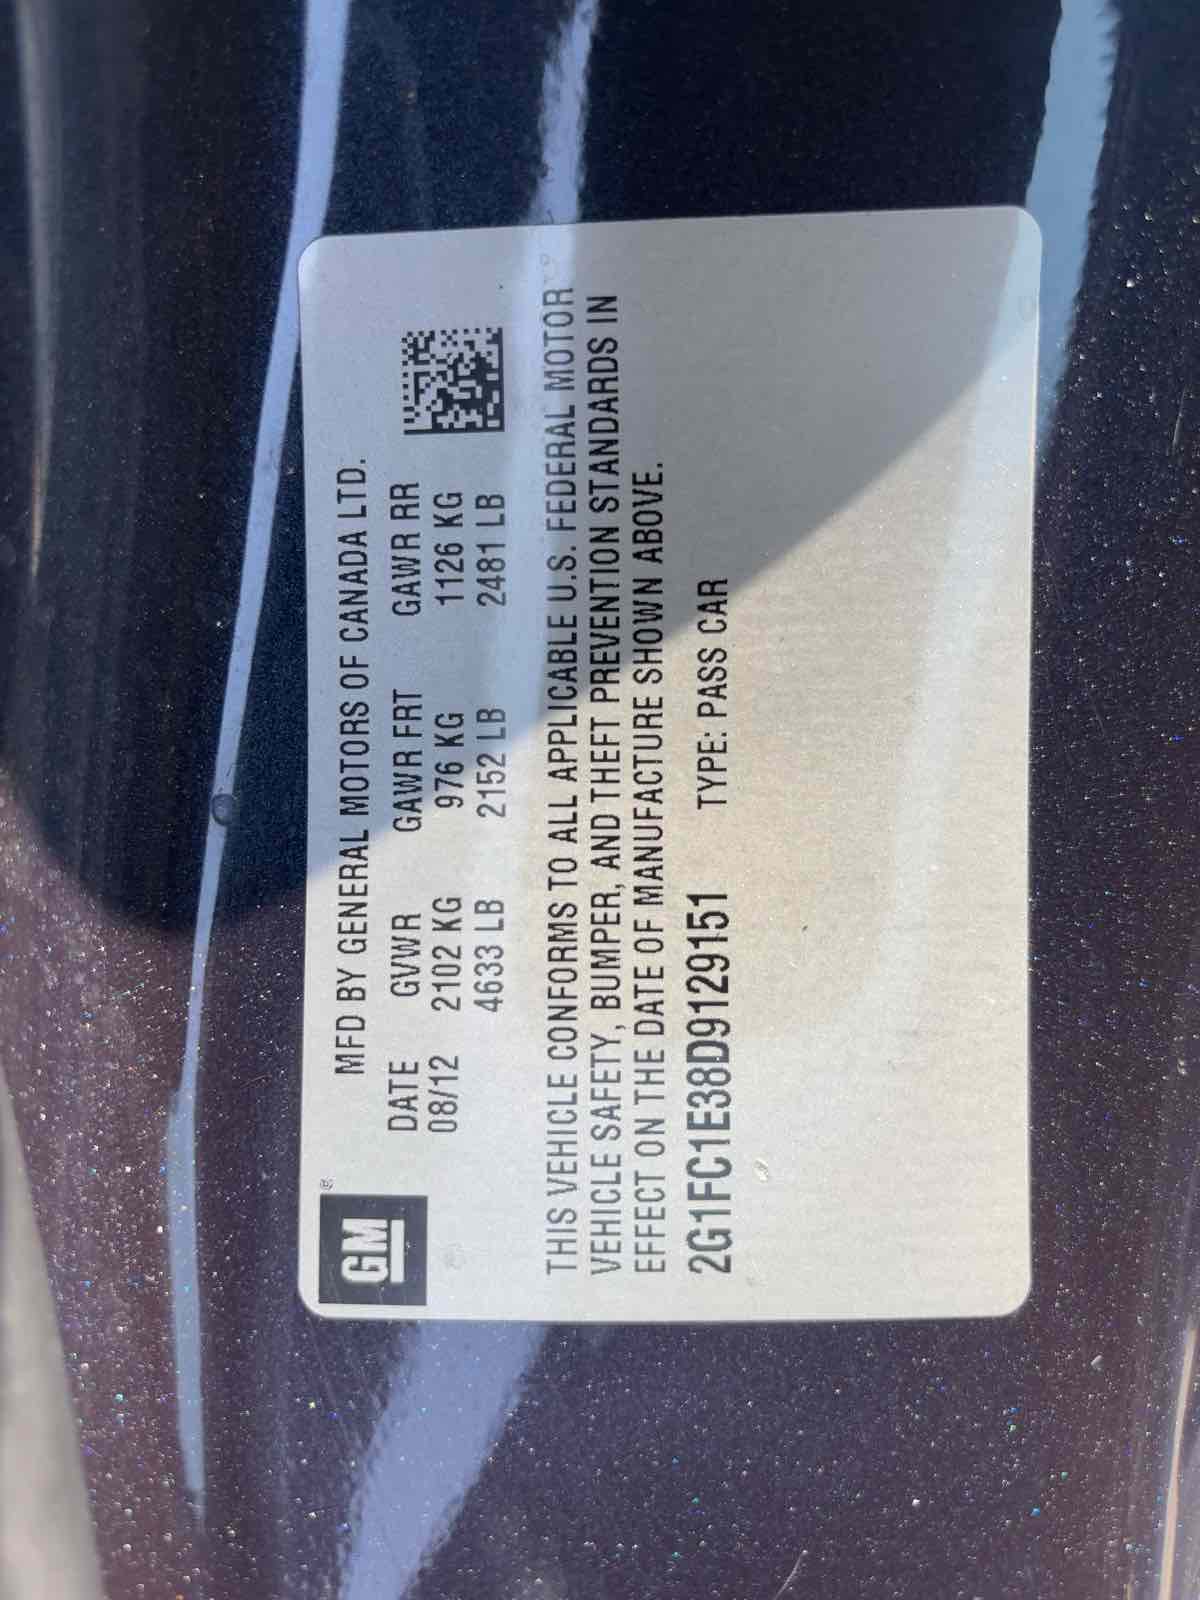 GM®
MFD BY GENERAL MOTORS OF CANADA LTD.
DATE GVWR GAWR FRT GAWR RR
08/12 2102 KG 976 KG 1126 KG
4633 LB 2152 LB 2481 LB
THIS VEHICLE CONFORMS TO ALL APPLICABLE U.S. FEDERAL MOTOR
VEHICLE SAFETY, BUMPER, AND THEFT PREVENTION STANDARDS IN
EFFECT ON THE DATE OF MANUFACTURE SHOWN ABOVE.
2G1FC1E38D9129151 TYPE: PASS CAR